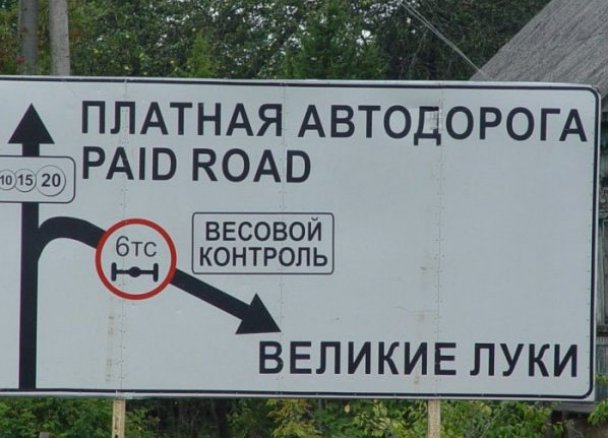 ПЛАТНАЯ АВТОДОРОГА
PAID ROAD
10 15 20
6тс
ВЕСОВОЙ
КОНТРОЛЬ
ВЕЛИКИЕ ЛУКИ